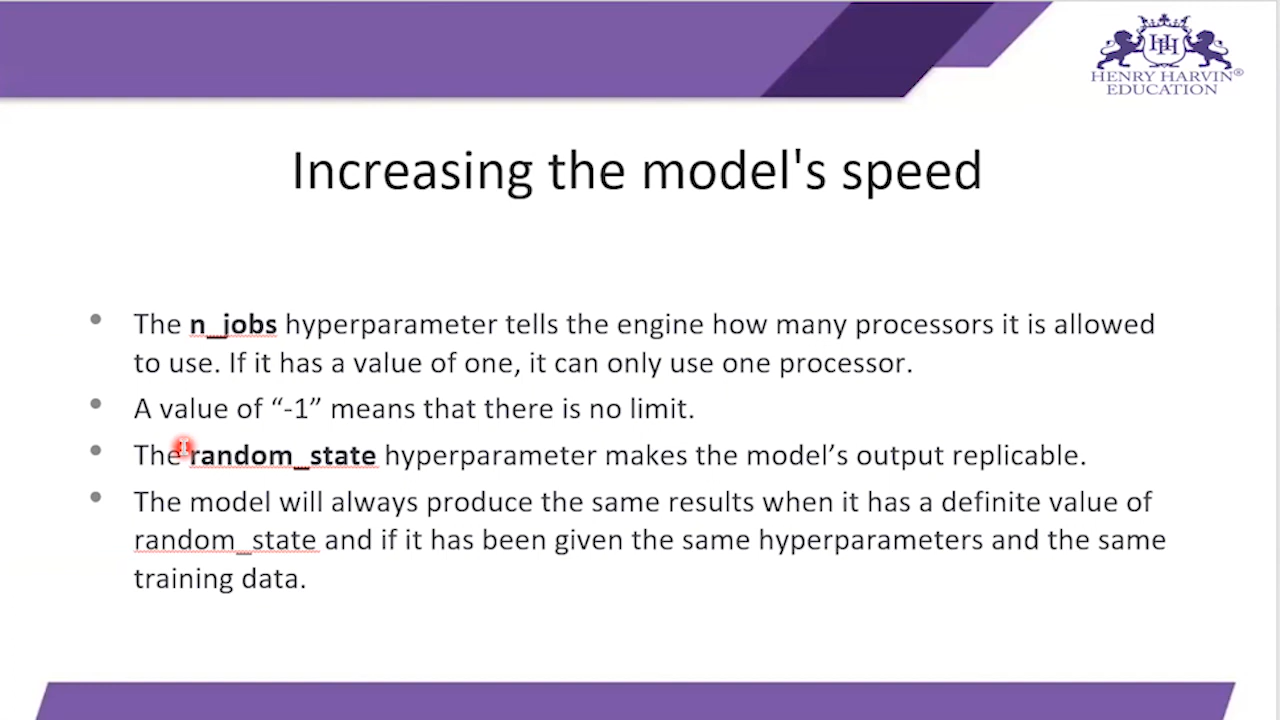 HH
HENRY HARVIN®
EDUCATION
Increasing the model's speed
• The n_jobs hyperparameter tells the engine how many processors it is allowed
to use. If it has a value of one, it can only use one processor.
• A value of “-1” means that there is no limit.
• The random_state hyperparameter makes the model’s output replicable.
• The model will always produce the same results when it has a definite value of
random_state and if it has been given the same hyperparameters and the same
training data.